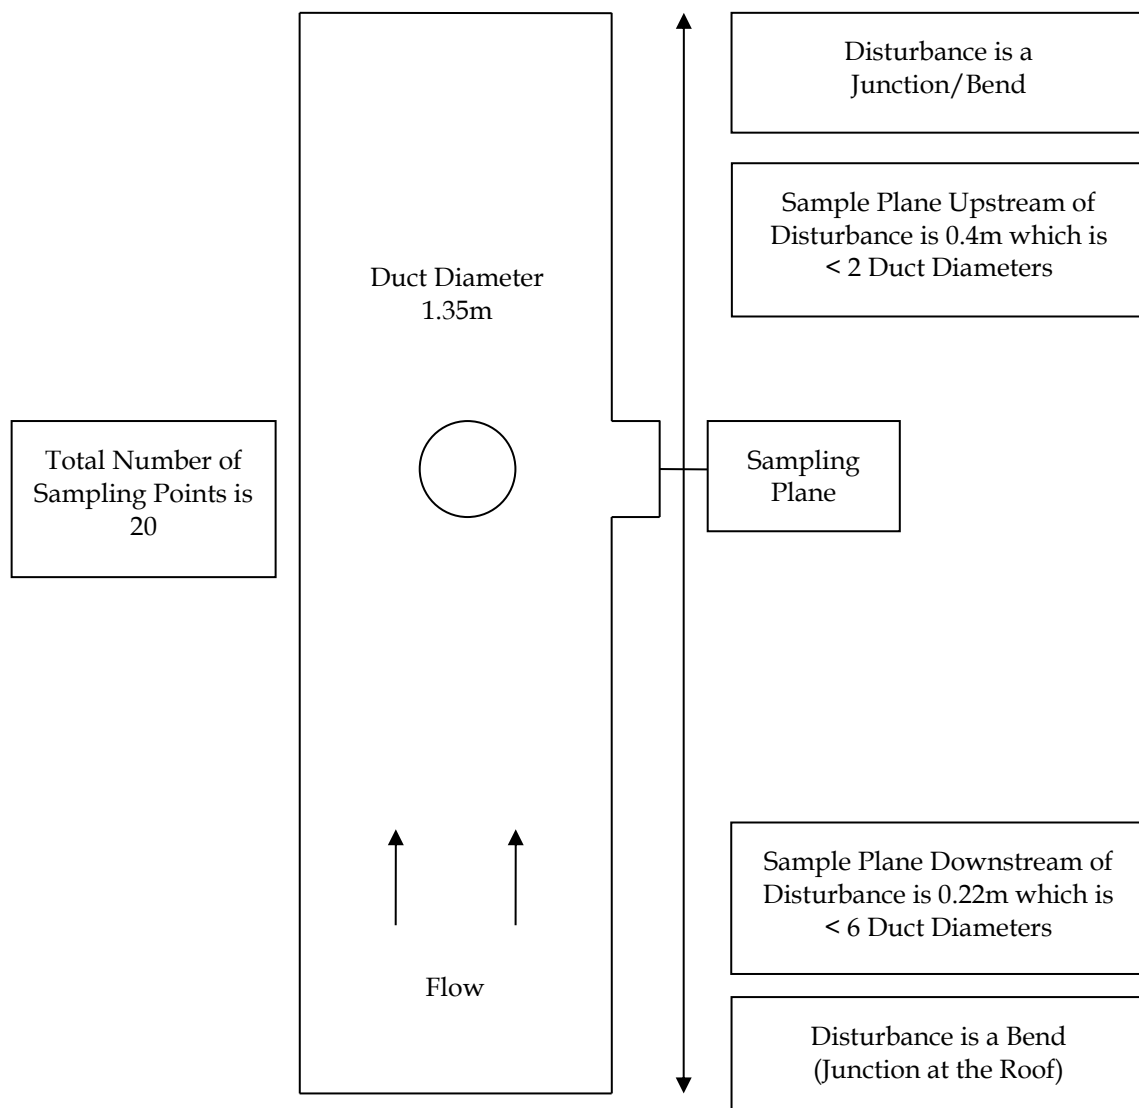 Disturbance is a
Junction/Bend
Sample Plane Upstream of
Disturbance is 0.4m which is
< 2 Duct Diameters
Duct Diameter
1.35m
Total Number of
Sampling Points is
20
Sampling
Plane
Sample Plane Downstream of
Disturbance is 0.22m which is
< 6 Duct Diameters
Flow
Disturbance is a Bend
(Junction at the Roof)